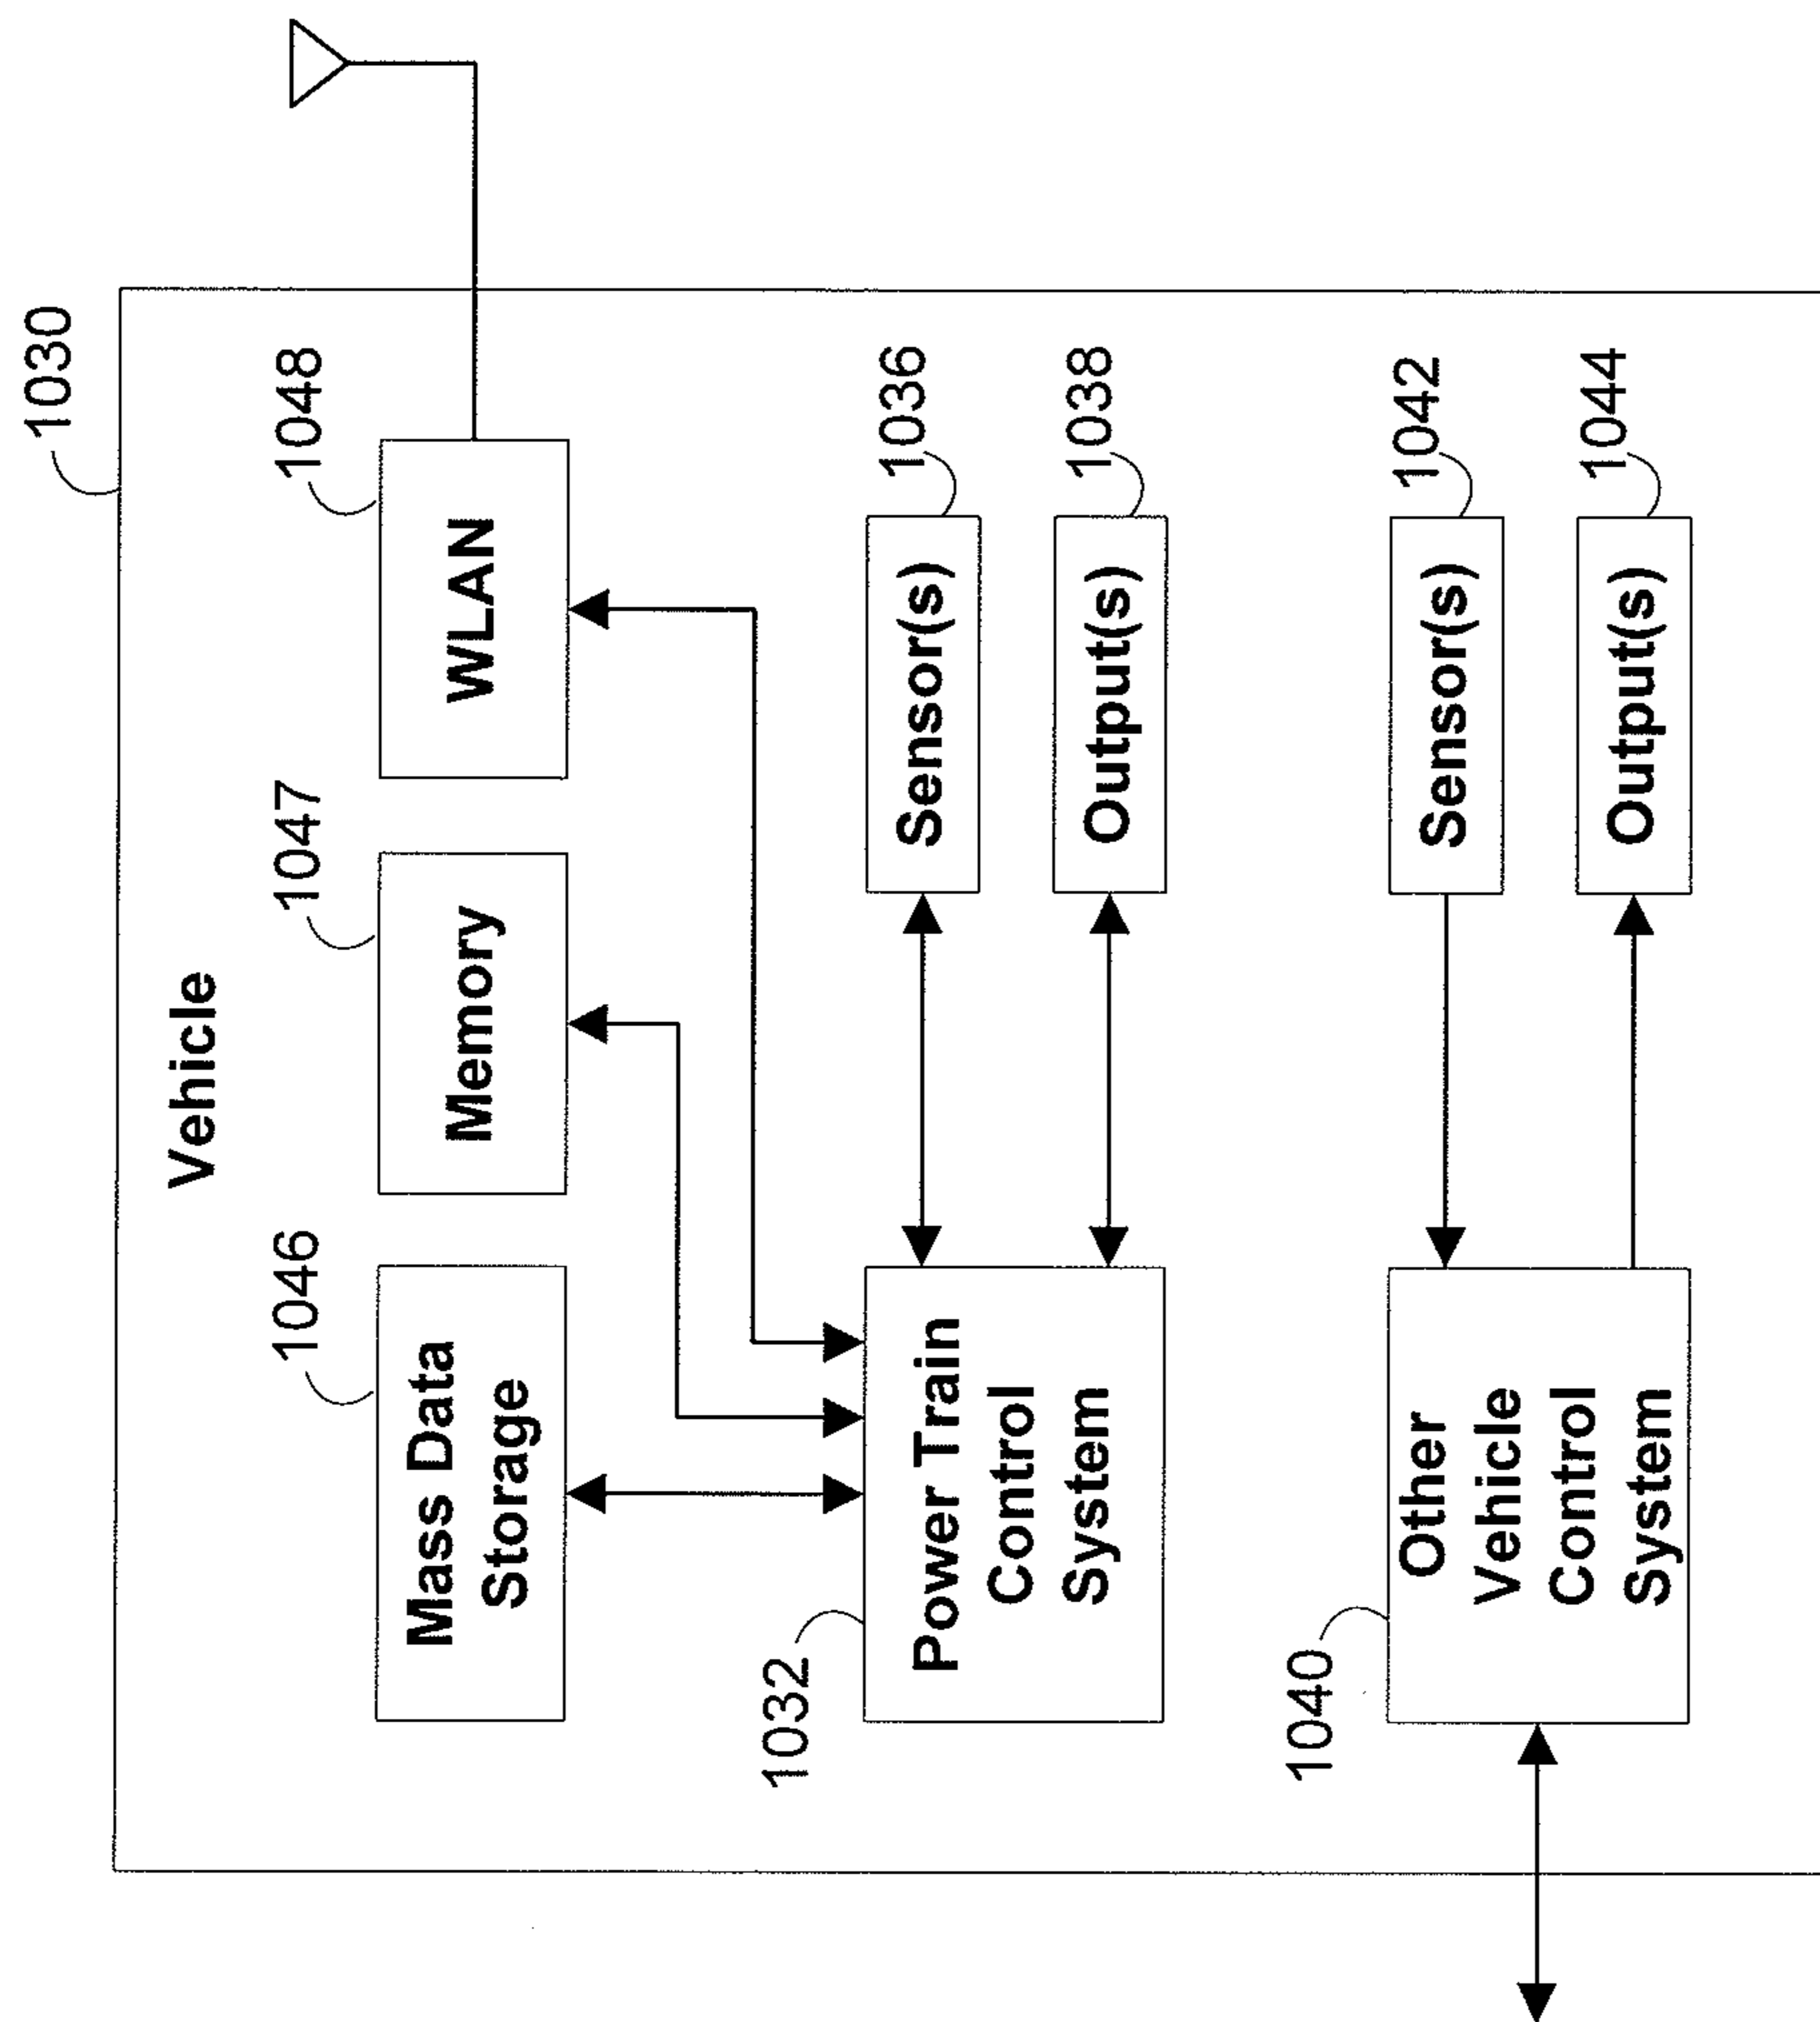 1030
Vehicle
1046
1047
1048
Mass Data
Storage
Memory
WLAN
1032
Power Train
Control
System
1036
Sensor(s)
1038
Output(s)
1040
Other
Vehicle
Control
System
1042
Sensor(s)
1044
Output(s)